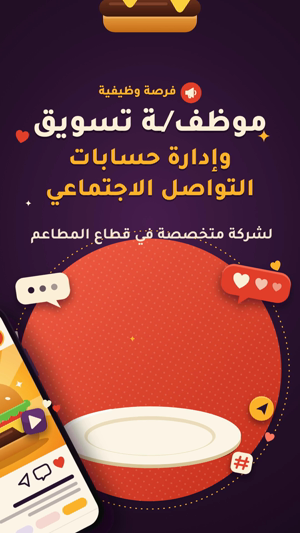 فرصة وظيفية
موظف/ة تسويق
وإدارة حسابات
التواصل الاجتماعي
لشركة متخصصة في قطاع المطاعم
#